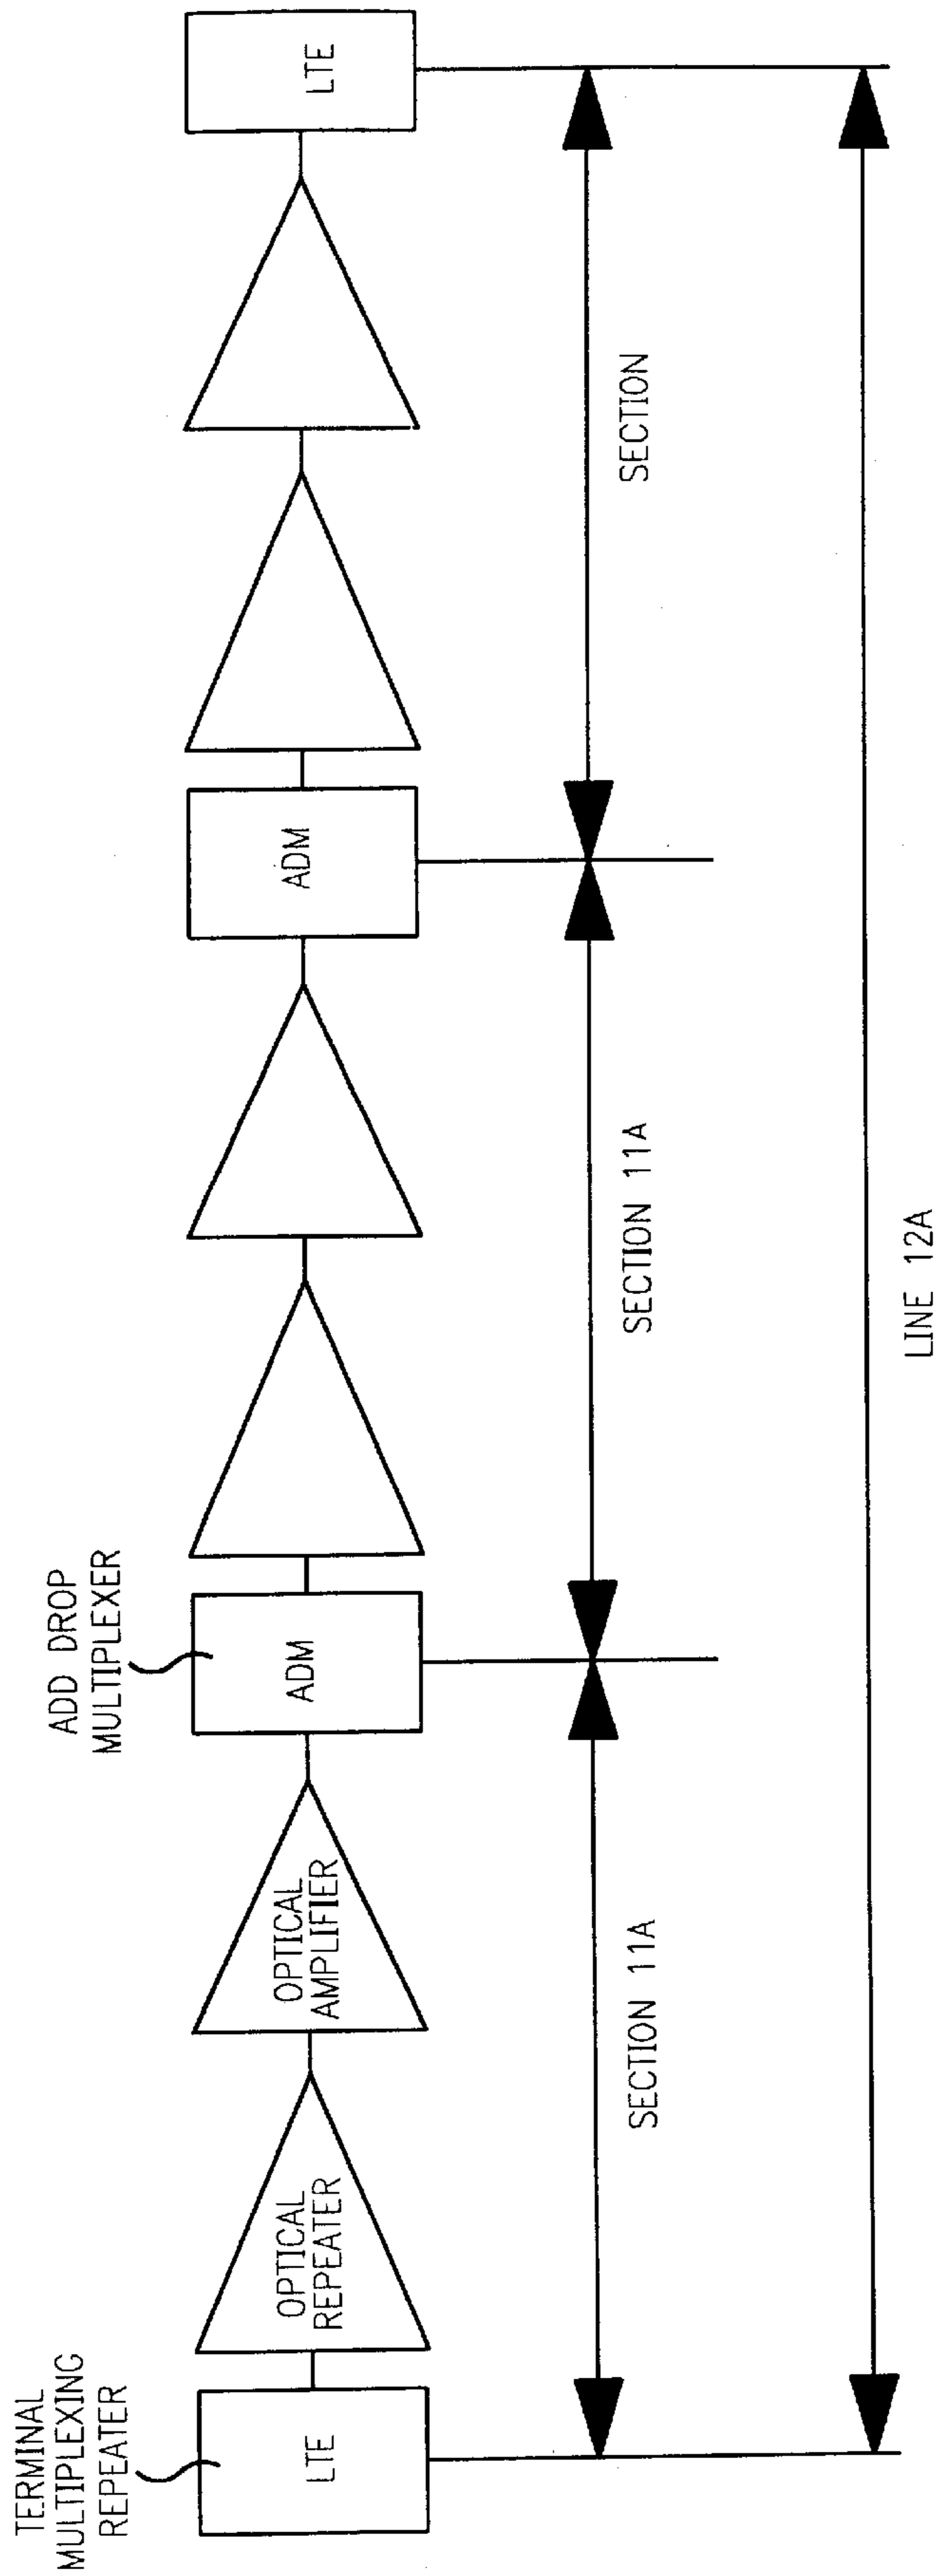 TERMINAL
MULTIPLEXING
REPEATER
LTE
OPTICAL
REPEATER
OPTICAL
AMPLIFIER
ADD DROP
MULTIPLEXER
ADM
ADM
LTE
SECTION 11A
SECTION 11A
SECTION
LINE 12A